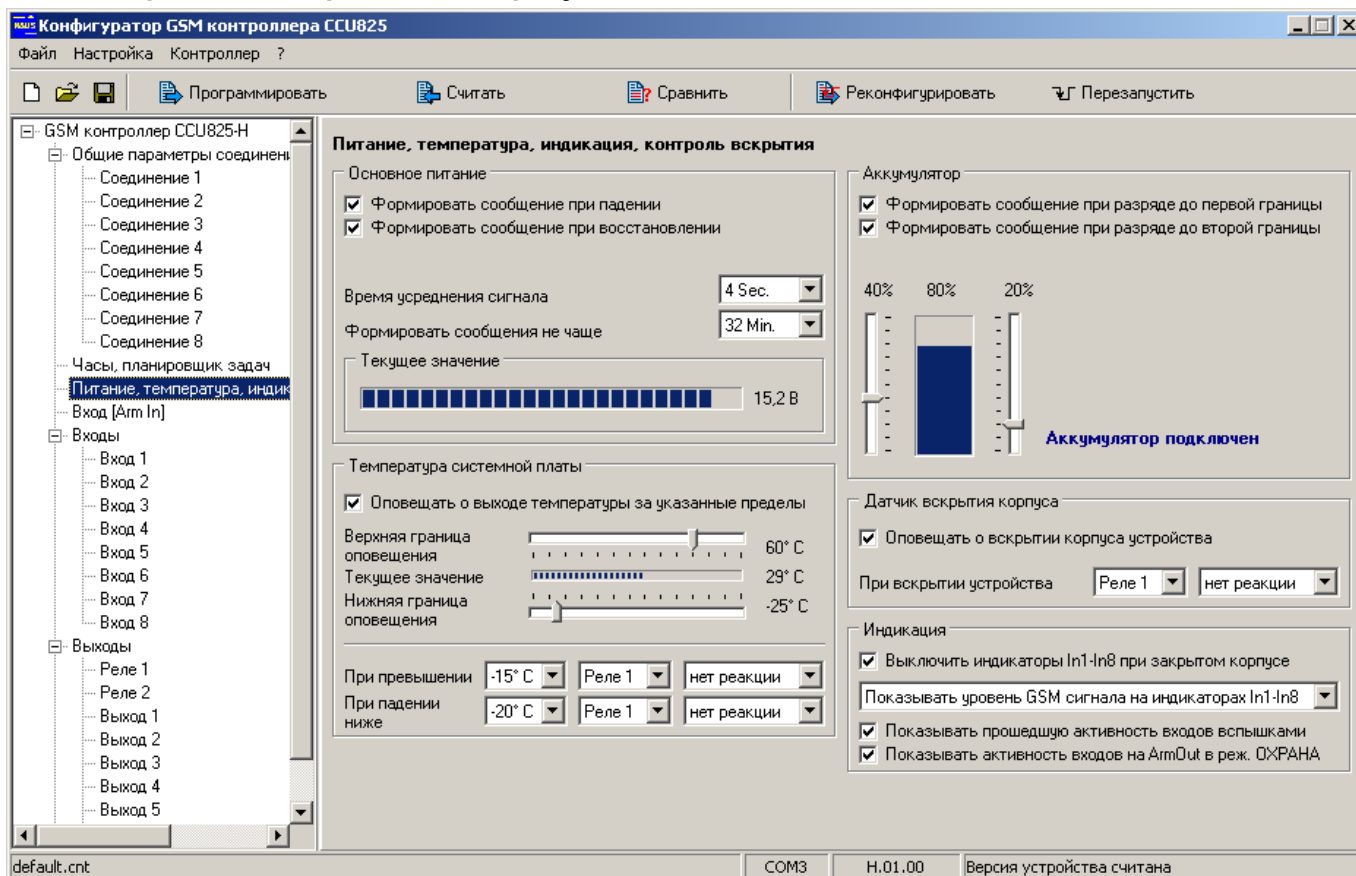 Конфигуратор GSM контроллера CCU825
Файл Настройка Контроллер ?
Программировать Считать Сравнить Реконфигурировать Перезапустить
GSM контроллер CCU825-H
Общие параметры соединен
Соединение 1
Соединение 2
Соединение 3
Соединение 4
Соединение 5
Соединение 6
Соединение 7
Соединение 8
Часы, планировщик задач
Питание, температура, индик
Вход [Arm In]
Входы
Вход 1
Вход 2
Вход 3
Вход 4
Вход 5
Вход 6
Вход 7
Вход 8
Выходы
Реле 1
Реле 2
Выход 1
Выход 2
Выход 3
Выход 4
Выход 5
Питание, температура, индикация, контроль вскрытия
Основное питание
Формировать сообщение при падении
Формировать сообщение при восстановлении
Время усреднения сигнала 4 Sec.
Формировать сообщения не чаще 32 Min.
Текущее значение
15,2 В
Температура системной платы
Оповещать о выходе температуры за указанные пределы
Верхняя граница
оповещения 60° C
Текущее значение 29° C
Нижняя граница
оповещения -25° C
При превышении -15° C Реле 1 нет реакции
При падении
ниже -20° C Реле 1 нет реакции
Аккумулятор
Формировать сообщение при разряде до первой границы
Формировать сообщение при разряде до второй границы
40% 80% 20%
Аккумулятор подключен
Датчик вскрытия корпуса
Оповещать о вскрытии корпуса устройства
При вскрытии устройства Реле 1 нет реакции
Индикация
Выключить индикаторы In1-In8 при закрытом корпусе
Показывать уровень GSM сигнала на индикаторах In1-In8
Показывать прошедшую активность входов вспышками
Показывать активность входов на ArmOut в реж. ОХРАНА
default.cnt COM3 H.01.00 Версия устройства считана